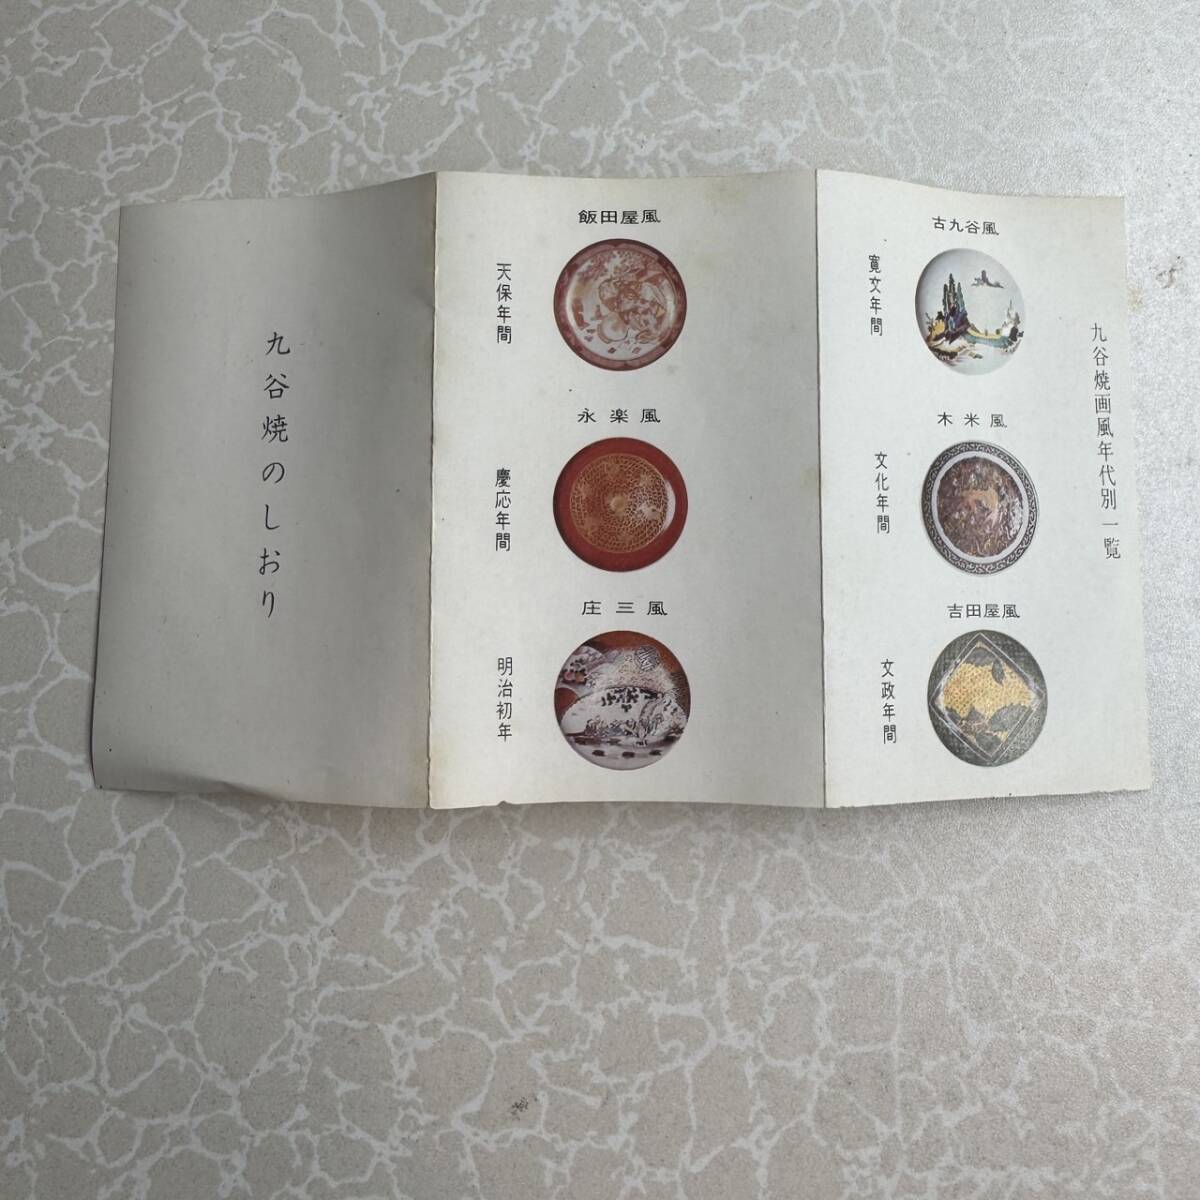 九谷焼画風年代別一覧
古九谷風
寛文年間
木米風
文化年間
吉田屋風
文政年間
飯田屋風
天保年間
永楽風
慶応年間
庄三風
明治初年
九谷焼のしおり